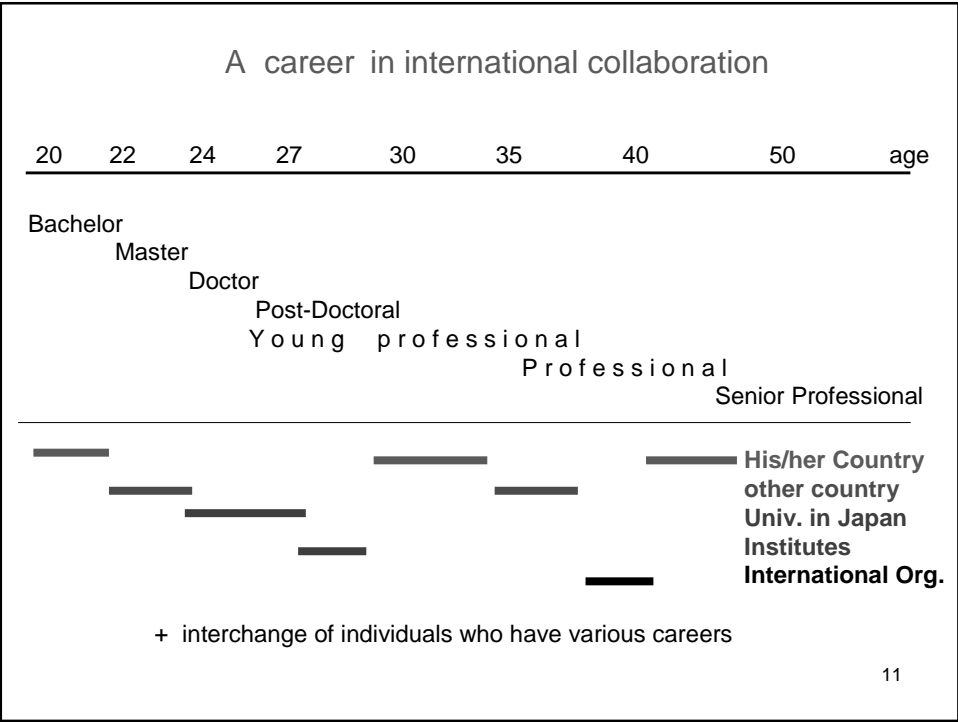 A career in international collaboration
20 22 24 27 30 35 40 50 age
Bachelor
Master
Doctor
Post-Doctoral
Young professional
Professional
Senior Professional
His/her Country
other country
Univ. in Japan
Institutes
International Org.
+ interchange of individuals who have various careers
11